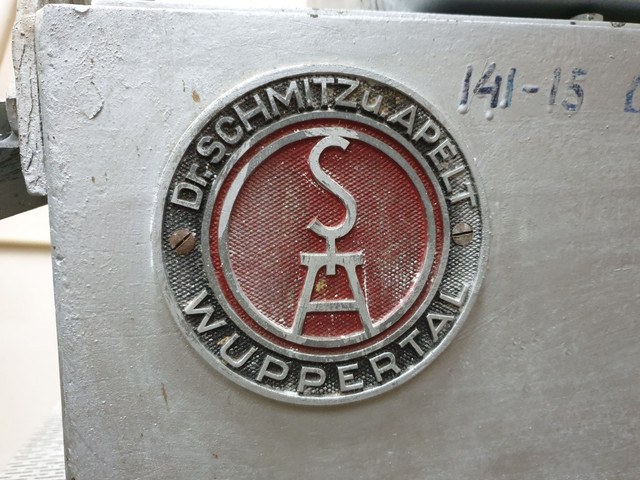 Dr. SCHMITZ u. APELT
WUPPERTAL
S
A
141-15